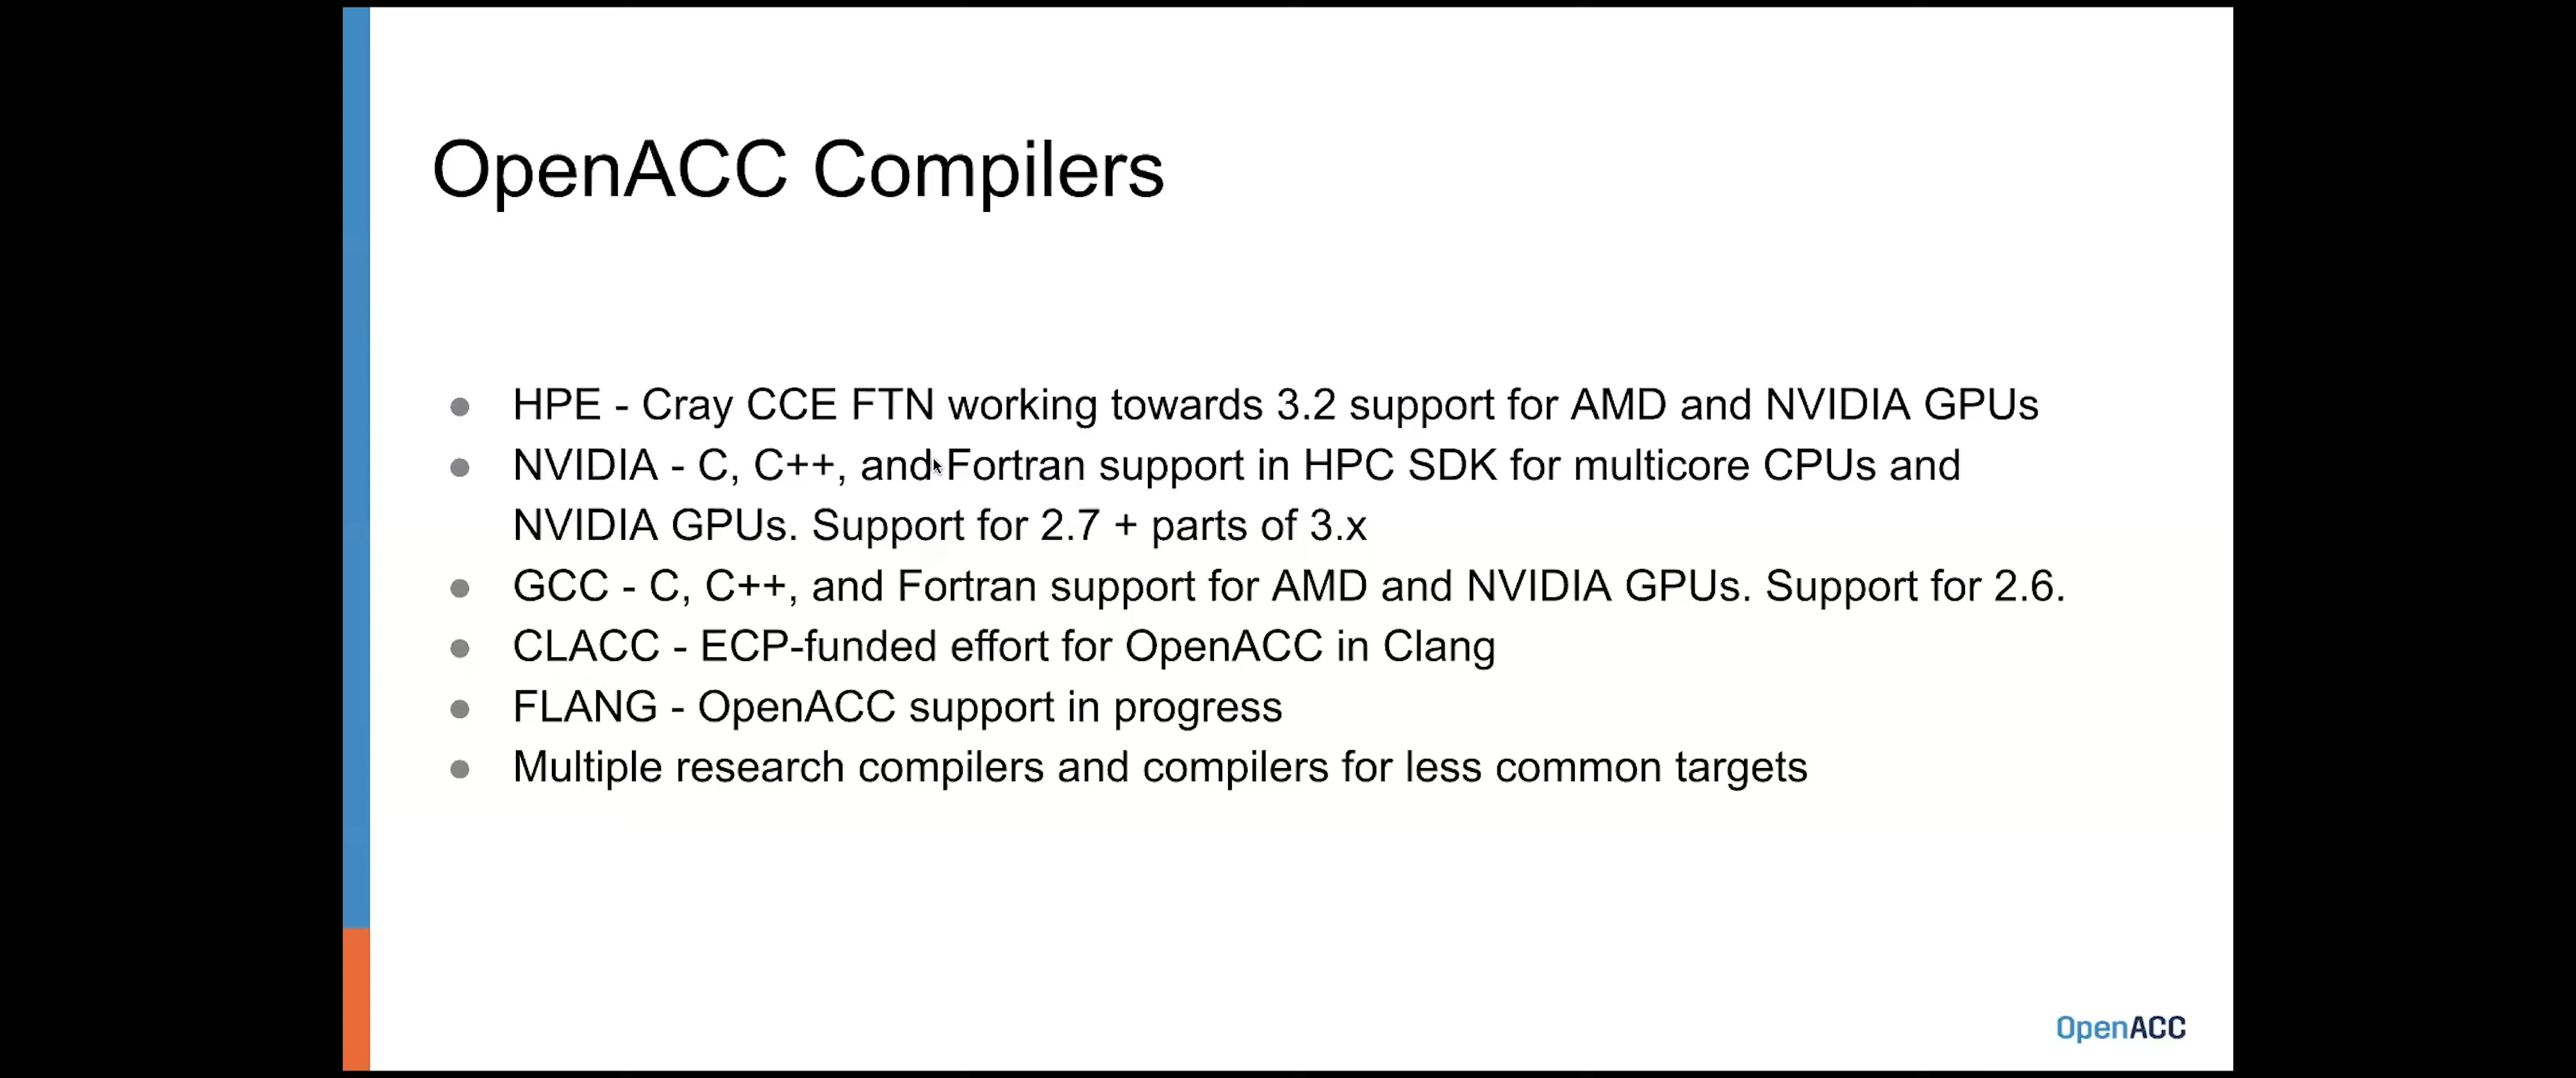 OpenACC Compilers
● HPE - Cray CCE FTN working towards 3.2 support for AMD and NVIDIA GPUs
● NVIDIA - C, C++, and Fortran support in HPC SDK for multicore CPUs and
NVIDIA GPUs. Support for 2.7 + parts of 3.x
● GCC - C, C++, and Fortran support for AMD and NVIDIA GPUs. Support for 2.6.
● CLACC - ECP-funded effort for OpenACC in Clang
● FLANG - OpenACC support in progress
● Multiple research compilers and compilers for less common targets
OpenACC